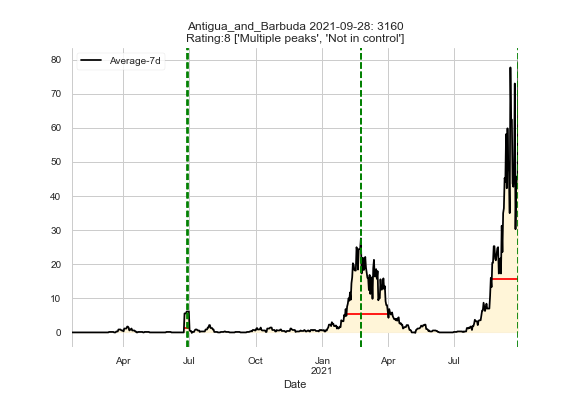 Antigua_and_Barbuda 2021-09-28: 3160
Rating:8 ['Multiple peaks', 'Not in control']
Average-7d
80
70
60
50
40
30
20
10
0
Apr Jul Oct Jan Apr Jul
2021
Date